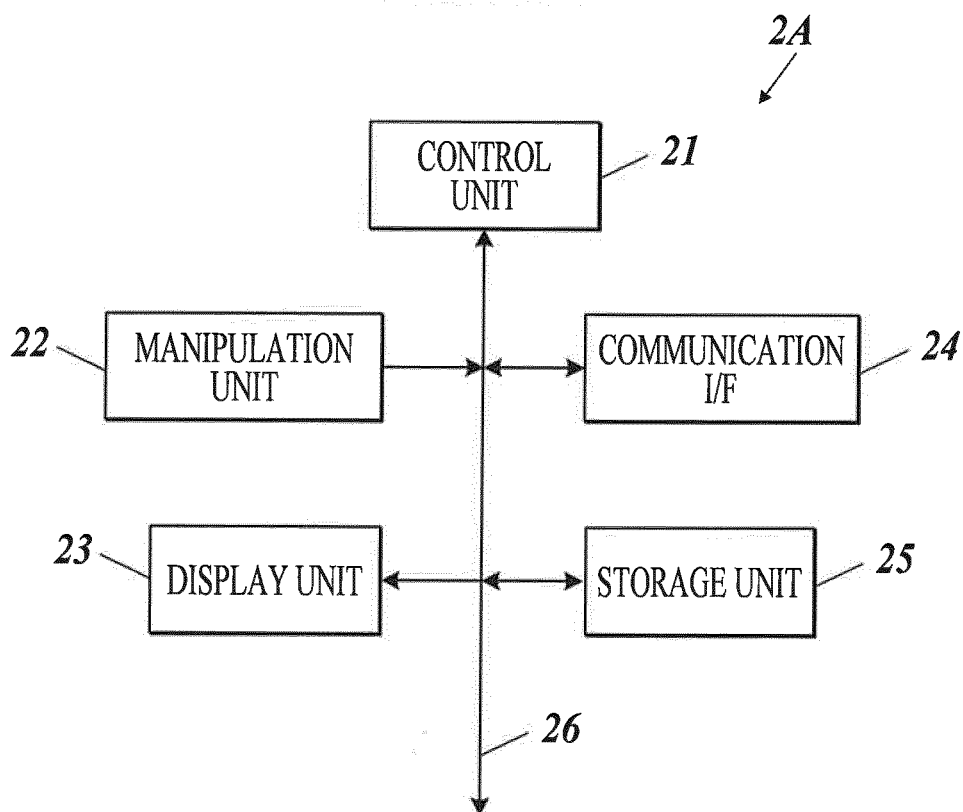 2A
CONTROL
UNIT
21
22
MANIPULATION
UNIT
COMMUNICATION
I/F
24
23
DISPLAY UNIT
STORAGE UNIT
25
26